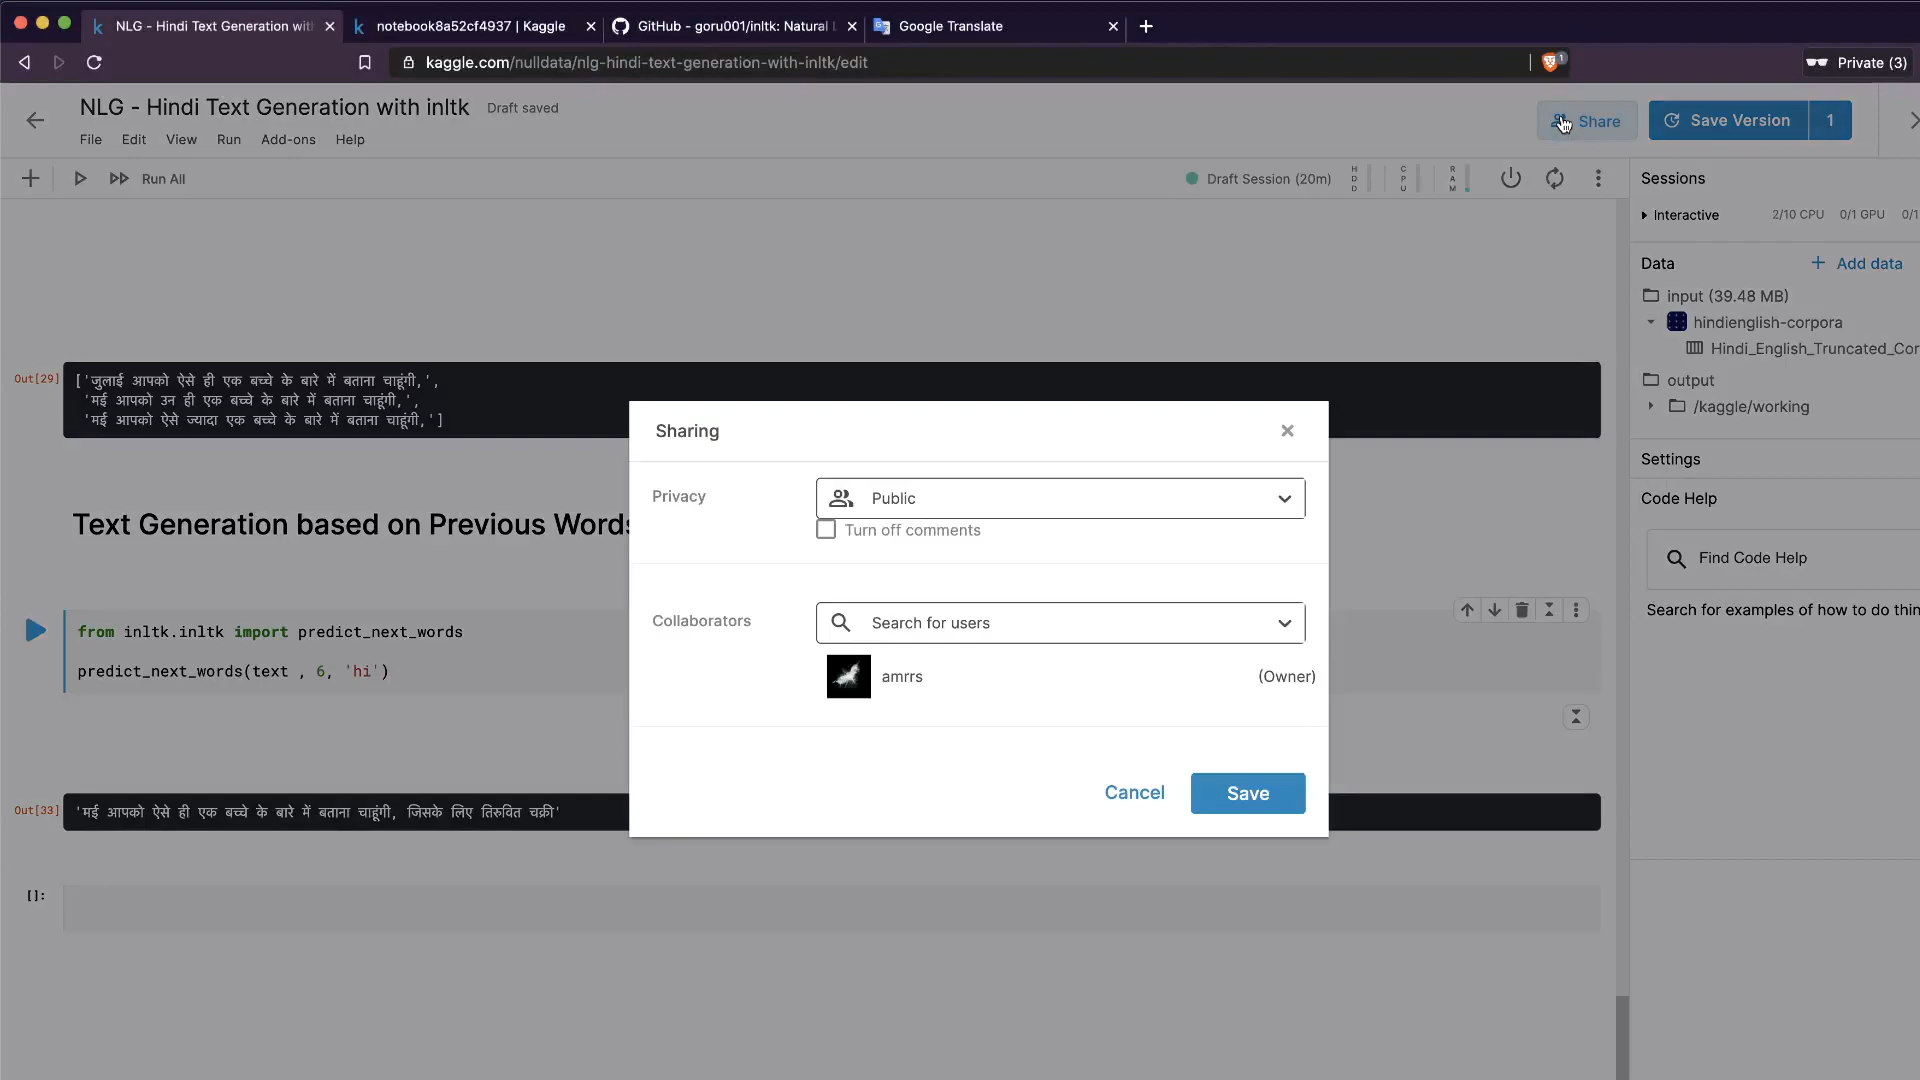 NLG - Hindi Text Generation with
notebook8a52cf4937 | Kaggle
GitHub - goru001/inltk: Natural
Google Translate
kaggle.com/nulldata/nlg-hindi-text-generation-with-inltk/edit
1
Private (3)
NLG - Hindi Text Generation with inltk
Draft saved
File Edit View Run Add-ons Help
Share
Save Version
1
Run All
Draft Session (20m)
HDD
CPU
RAM
Sessions
Interactive
2/10 CPU
0/1 GPU
Data
+ Add data
input (39.48 MB)
hindienglish-corpora
Hindi_English_Truncated_Cor
output
/kaggle/working
Settings
Code Help
Find Code Help
Search for examples of how to do thin
Out[29]
['जुलाई आपको ऐसे ही एक बच्चे के बारे में बताना चाहूंगी,',
'मई आपको उन ही एक बच्चे के बारे में बताना चाहूंगी,',
'मई आपको ऐसे ज्यादा एक बच्चे के बारे में बताना चाहूंगी,']
Text Generation based on Previous Words
from inltk.inltk import predict_next_words
predict_next_words(text , 6, 'hi')
Out[33]
'मई आपको ऐसे ही एक बच्चे के बारे में बताना चाहूंगी, जिसके लिए तिरुवित चक्री'
[]:
Sharing
Privacy
Public
Turn off comments
Collaborators
Search for users
amrrs
(Owner)
Cancel
Save